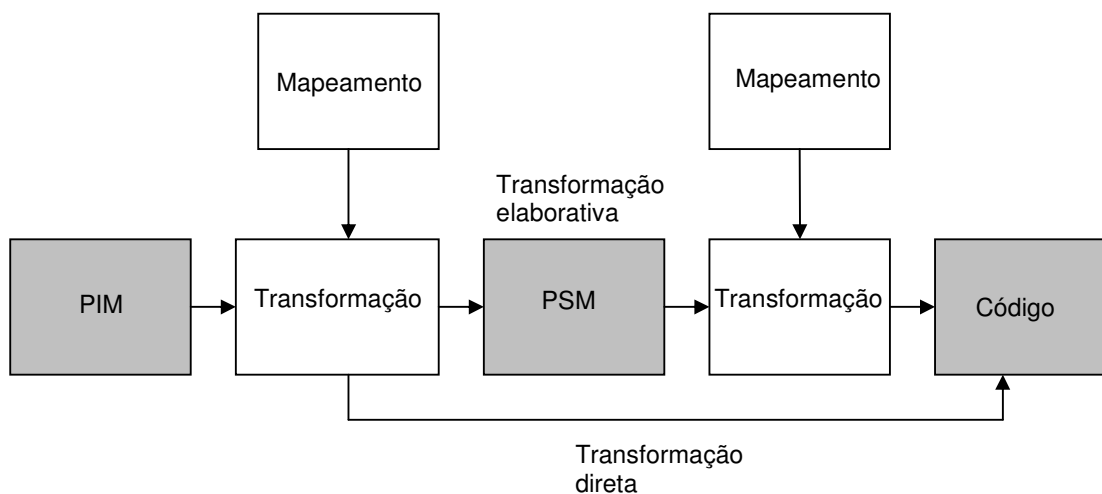 Mapeamento
Mapeamento
Transformação
elaborativa
PIM
Transformação
PSM
Transformação
Código
Transformação
direta